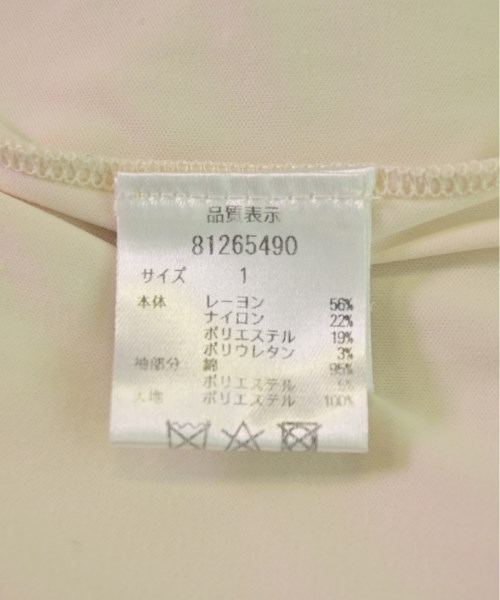 品質表示
81265490
サイズ 1
本体 レーヨン 56%
ナイロン 22%
ポリエステル 19%
ポリウレタン 3%
袖部分 綿 95%
ポリエステル
ポリエステル 100%